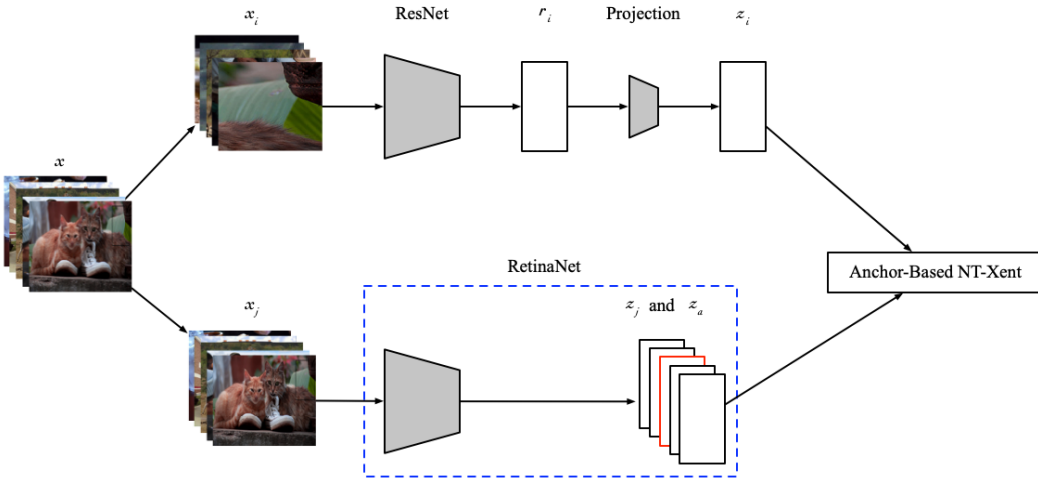 x_i
ResNet
r_i
Projection
z_i
x
Anchor-Based NT-Xent
RetinaNet
x_j
z_j and z_a